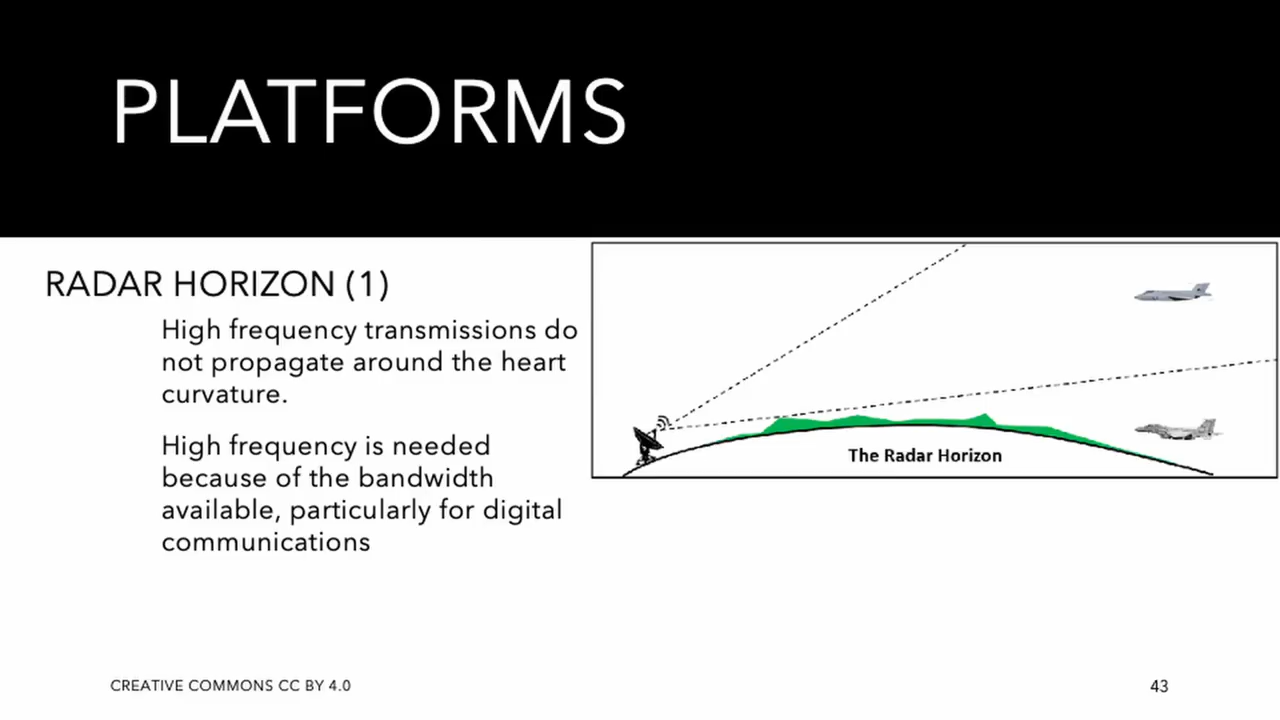 PLATFORMS
RADAR HORIZON (1)
High frequency transmissions do
not propagate around the heart
curvature.
High frequency is needed
because of the bandwidth
available, particularly for digital
communications
The Radar Horizon
CREATIVE COMMONS CC BY 4.0
43